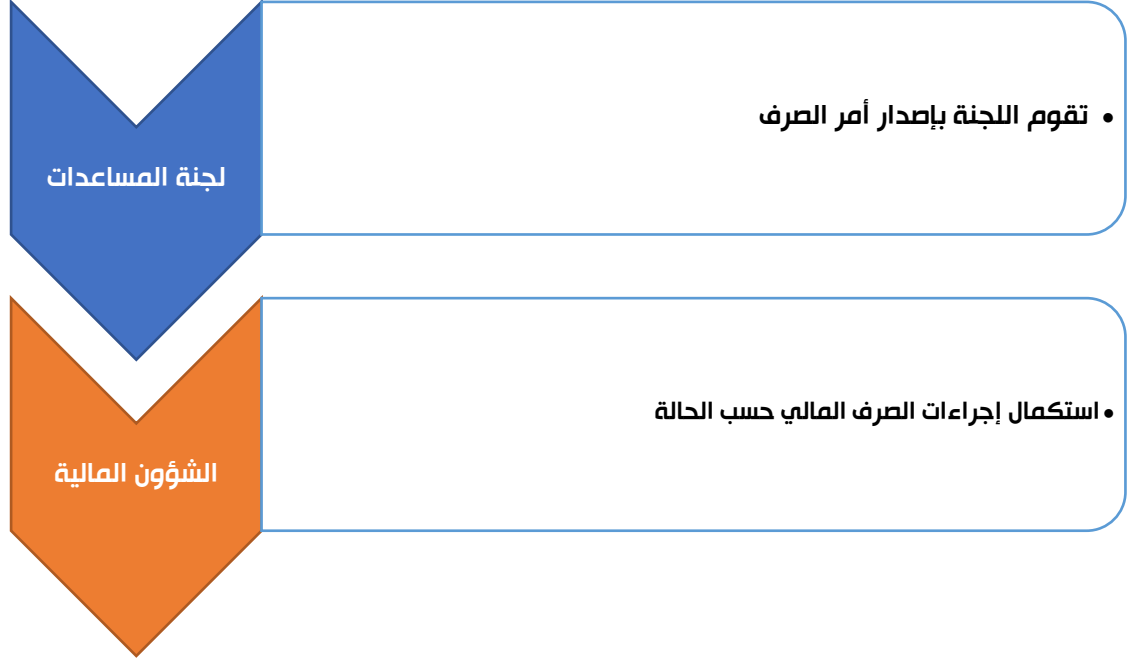 لجنة المساعدات
• تقوم اللجنة بإصدار أمر الصرف
الشؤون المالية
• استكمال إجراءات الصرف المالي حسب الحالة